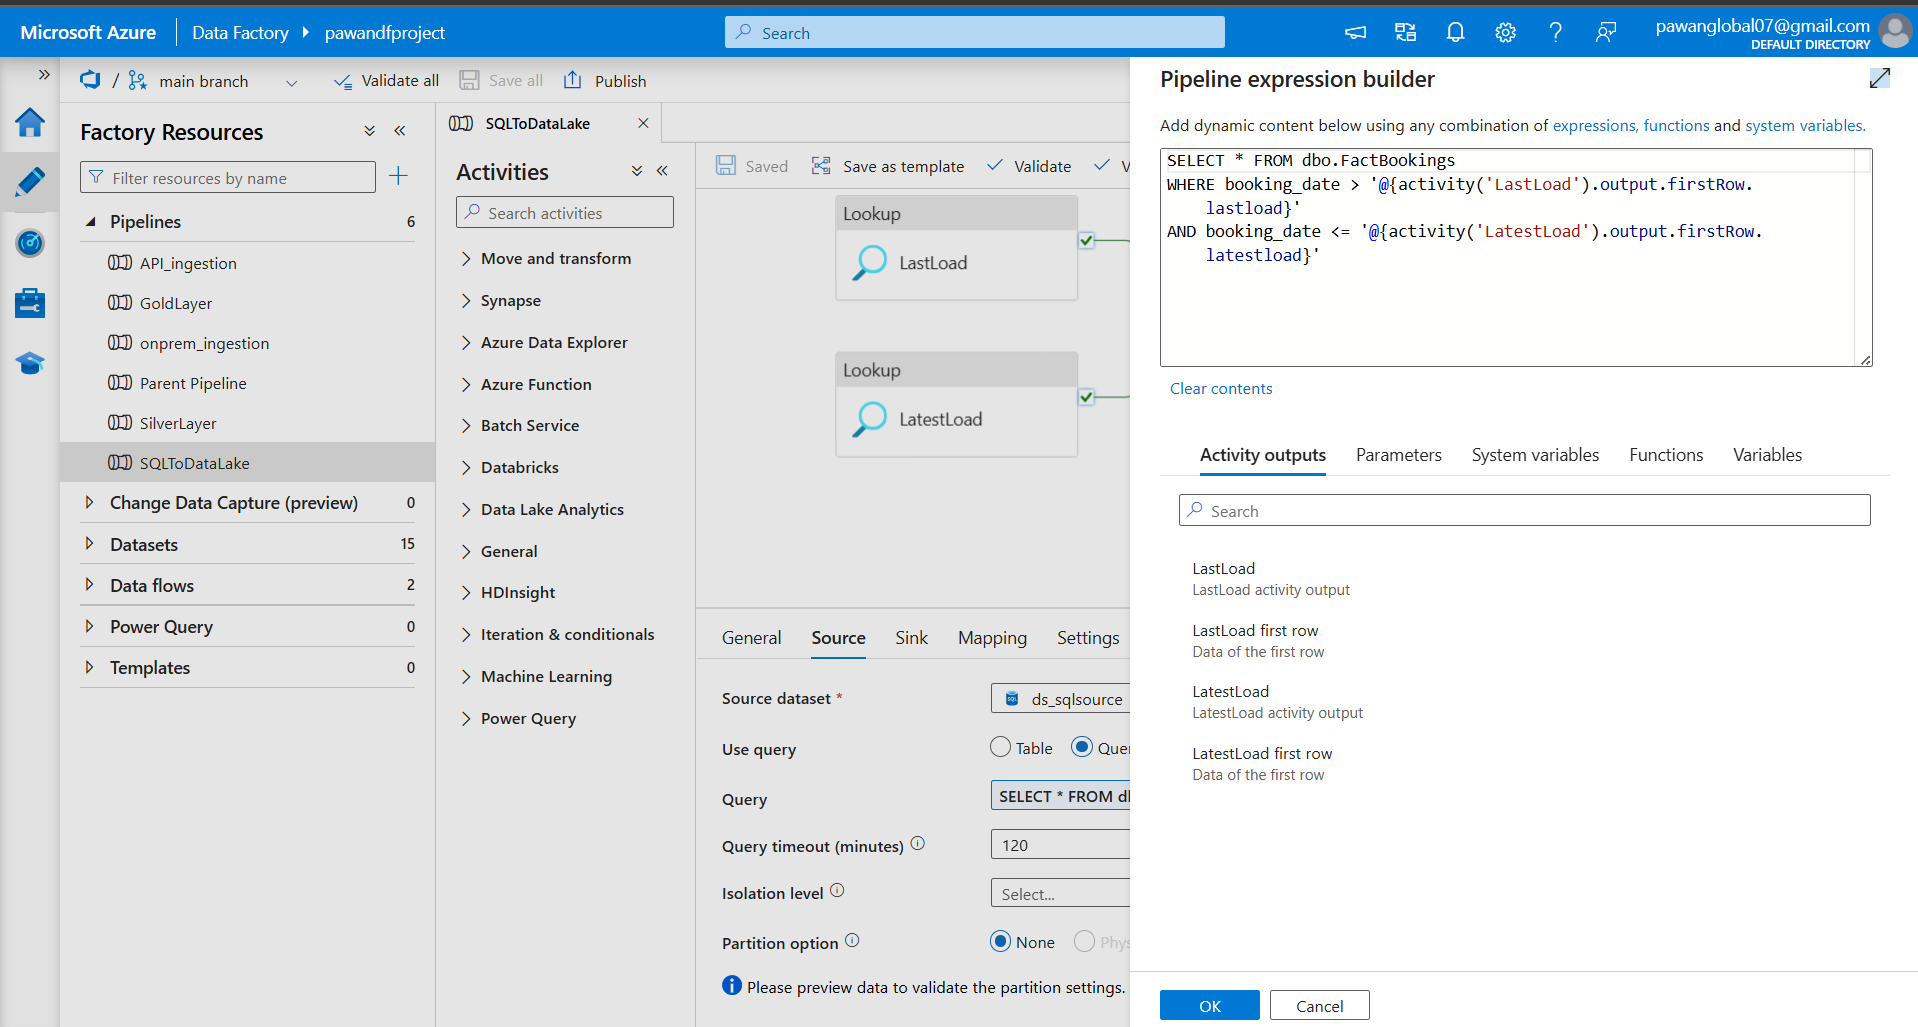 Microsoft Azure
Data Factory
pawandfproject
Search
pawanglobal07@gmail.com
DEFAULT DIRECTORY
/
main branch
Validate all
Save all
Publish
Factory Resources
Filter resources by name
Pipelines
6
API_ingestion
GoldLayer
onprem_ingestion
Parent Pipeline
SilverLayer
SQLToDataLake
Change Data Capture (preview)
0
Datasets
15
Data flows
2
Power Query
0
Templates
0
SQLToDataLake
Activities
Search activities
Move and transform
Synapse
Azure Data Explorer
Azure Function
Batch Service
Databricks
Data Lake Analytics
General
HDInsight
Iteration & conditionals
Machine Learning
Power Query
Saved
Save as template
Validate
V
Lookup
LastLoad
Lookup
LatestLoad
General
Source
Sink
Mapping
Settings
Source dataset *
SQL
ds_sqlsource
Use query
Table
Quer
Query
SELECT * FROM d
Query timeout (minutes)
120
Isolation level
Select...
Partition option
None
Phys
Please preview data to validate the partition settings.
Pipeline expression builder
Add dynamic content below using any combination of expressions, functions and system variables.
SELECT * FROM dbo.FactBookings
WHERE booking_date > '@{activity('LastLoad').output.firstRow.
lastload}'
AND booking_date <= '@{activity('LatestLoad').output.firstRow.
latestload}'
Clear contents
Activity outputs
Parameters
System variables
Functions
Variables
Search
LastLoad
LastLoad activity output
LastLoad first row
Data of the first row
LatestLoad
LatestLoad activity output
LatestLoad first row
Data of the first row
OK
Cancel